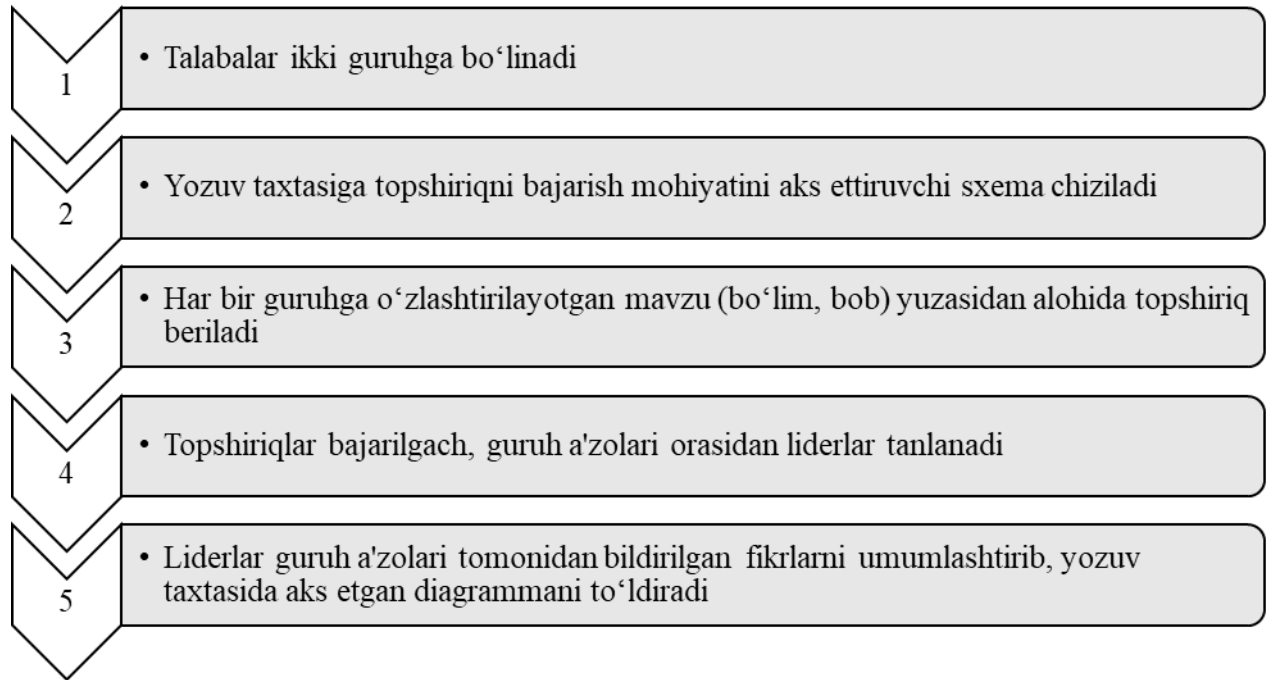 1
• Talabalar ikki guruhga bo‘linadi
2
• Yozuv taxtasiga topshiriqni bajarish mohiyatini aks ettiruvchi sxema chiziladi
3
• Har bir guruhga o‘zlashtirilayotgan mavzu (bo‘lim, bob) yuzasidan alohida topshiriq
beriladi
4
• Topshiriqlar bajarilgach, guruh a'zolari orasidan liderlar tanlanadi
5
• Liderlar guruh a'zolari tomonidan bildirilgan fikrlarni umumlashtirib, yozuv
taxtasida aks etgan diagrammani to‘ldiradi